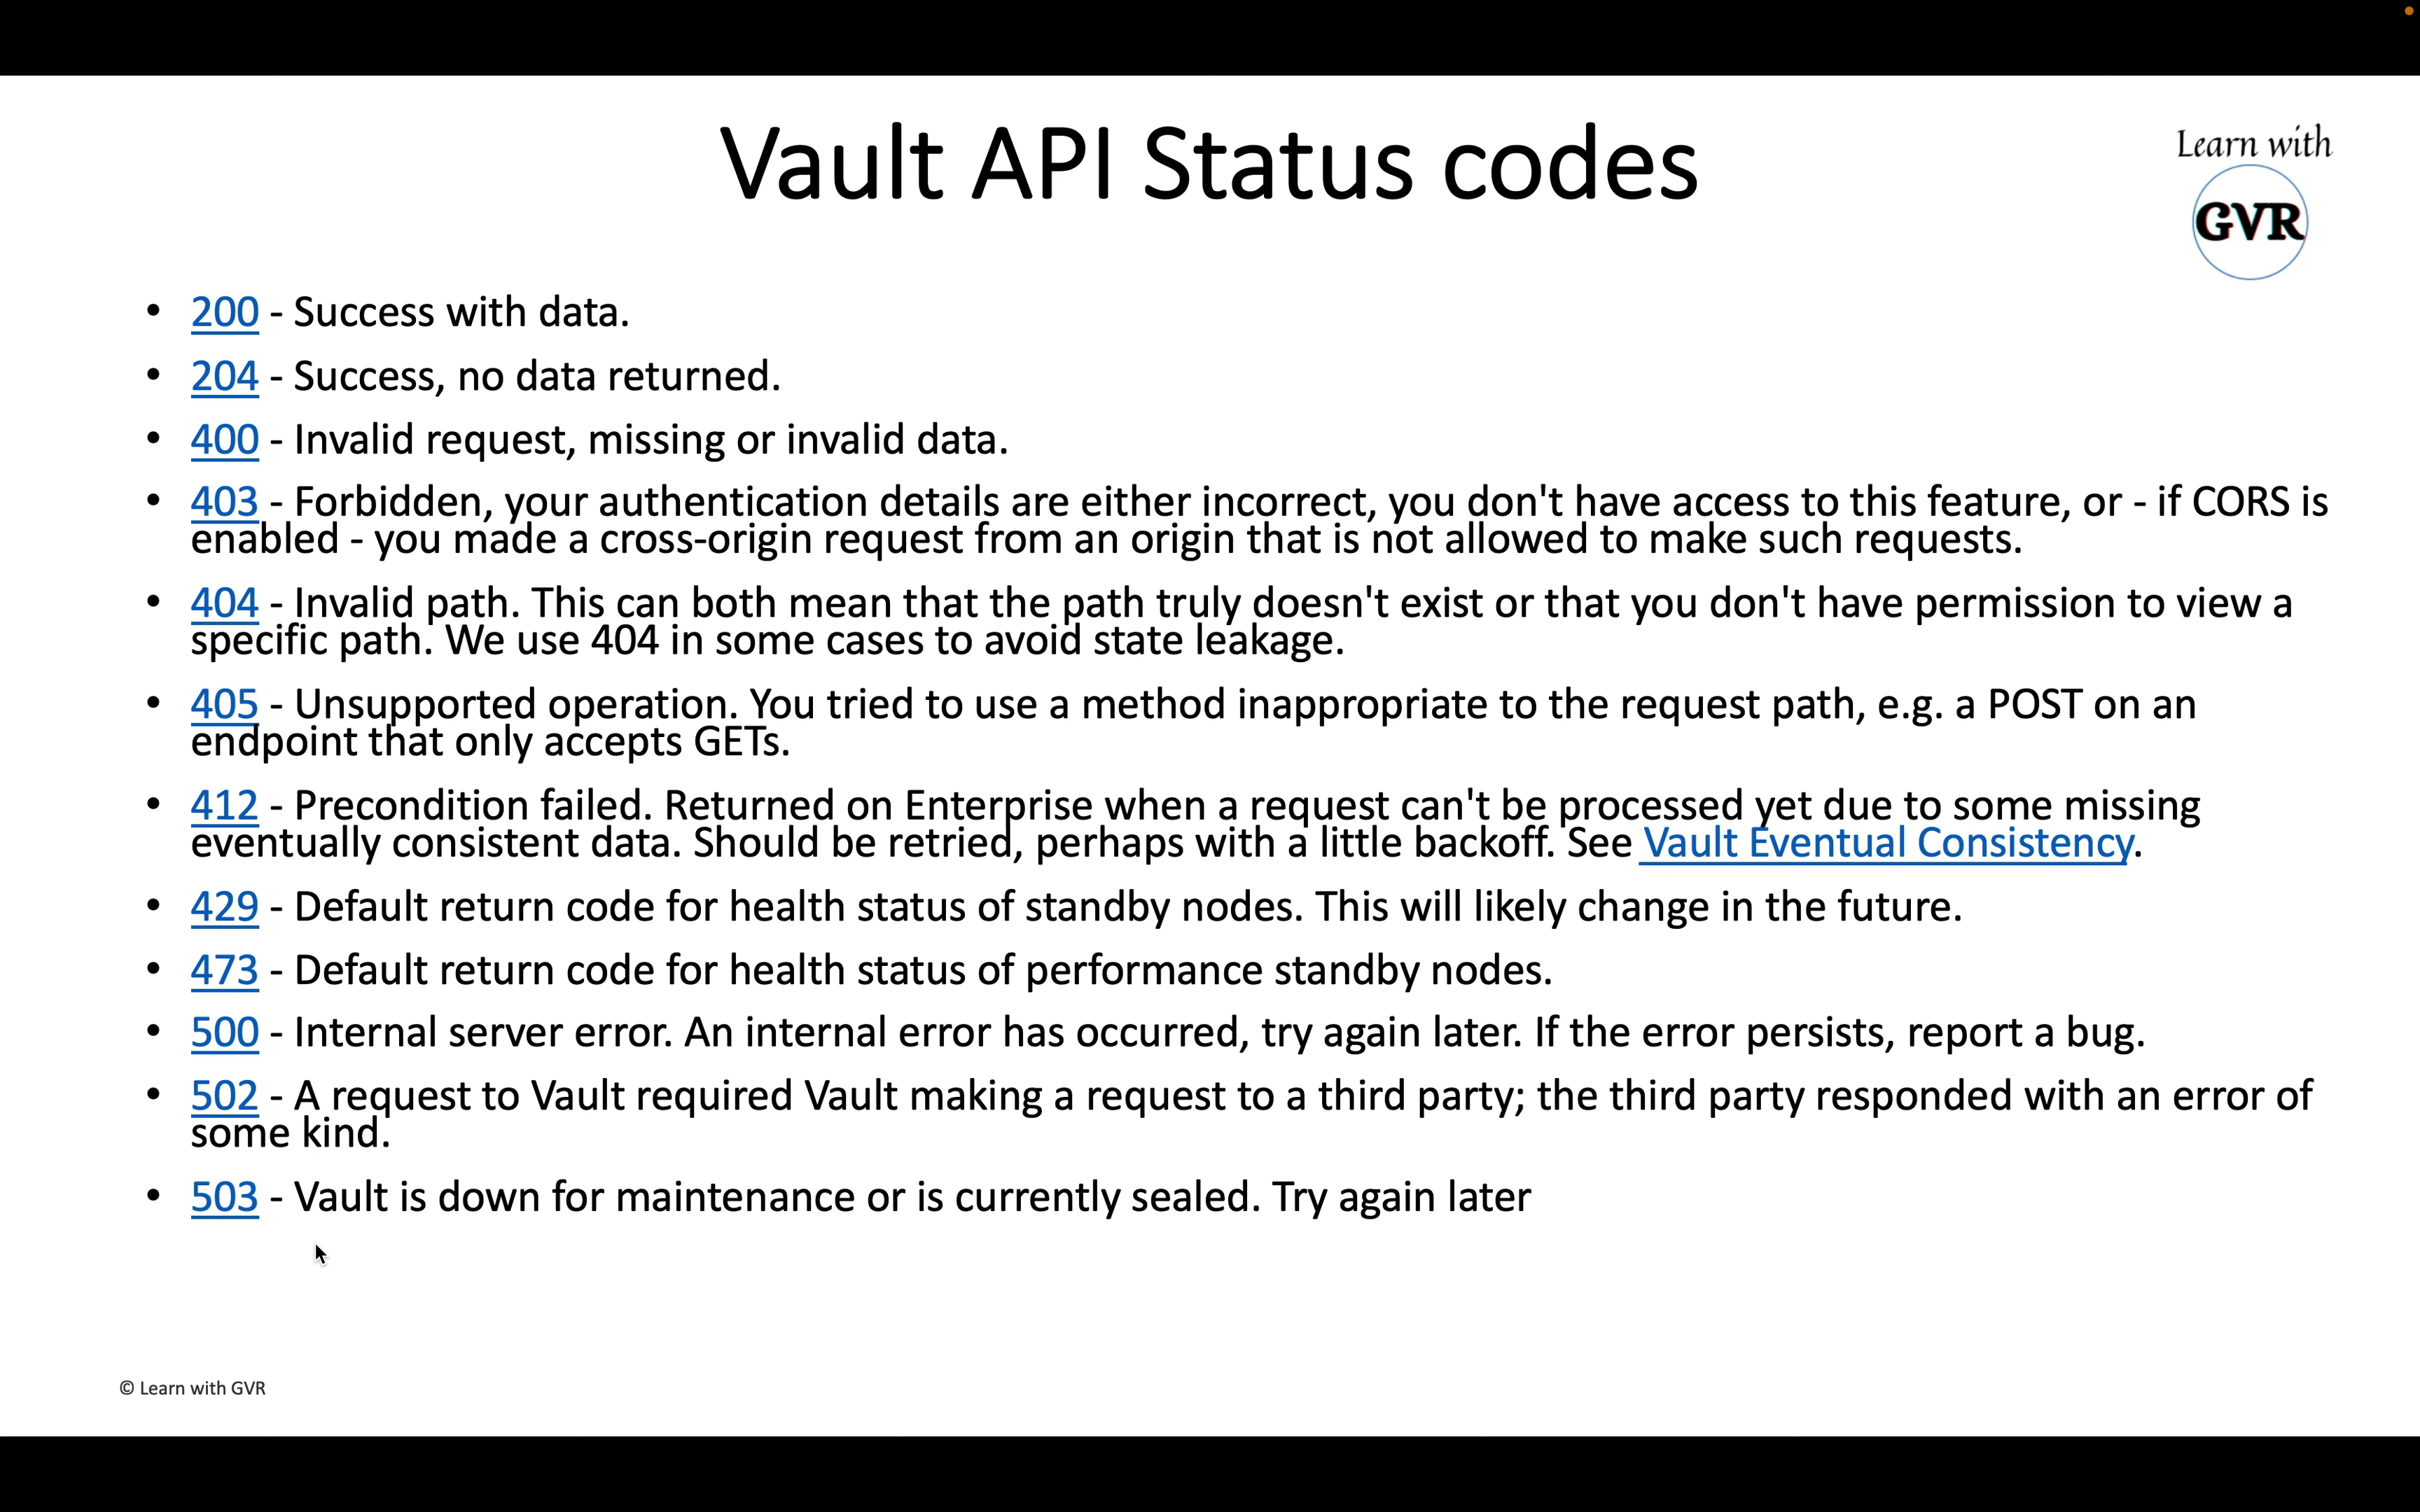 Vault API Status codes
Learn with
GVR
• 200 - Success with data.
• 204 - Success, no data returned.
• 400 - Invalid request, missing or invalid data.
• 403 - Forbidden, your authentication details are either incorrect, you don't have access to this feature, or - if CORS is
enabled - you made a cross-origin request from an origin that is not allowed to make such requests.
• 404 - Invalid path. This can both mean that the path truly doesn't exist or that you don't have permission to view a
specific path. We use 404 in some cases to avoid state leakage.
• 405 - Unsupported operation. You tried to use a method inappropriate to the request path, e.g. a POST on an
endpoint that only accepts GETs.
• 412 - Precondition failed. Returned on Enterprise when a request can't be processed yet due to some missing
eventually consistent data. Should be retried, perhaps with a little backoff. See Vault Eventual Consistency.
• 429 - Default return code for health status of standby nodes. This will likely change in the future.
• 473 - Default return code for health status of performance standby nodes.
• 500 - Internal server error. An internal error has occurred, try again later. If the error persists, report a bug.
• 502 - A request to Vault required Vault making a request to a third party; the third party responded with an error of
some kind.
• 503 - Vault is down for maintenance or is currently sealed. Try again later
© Learn with GVR